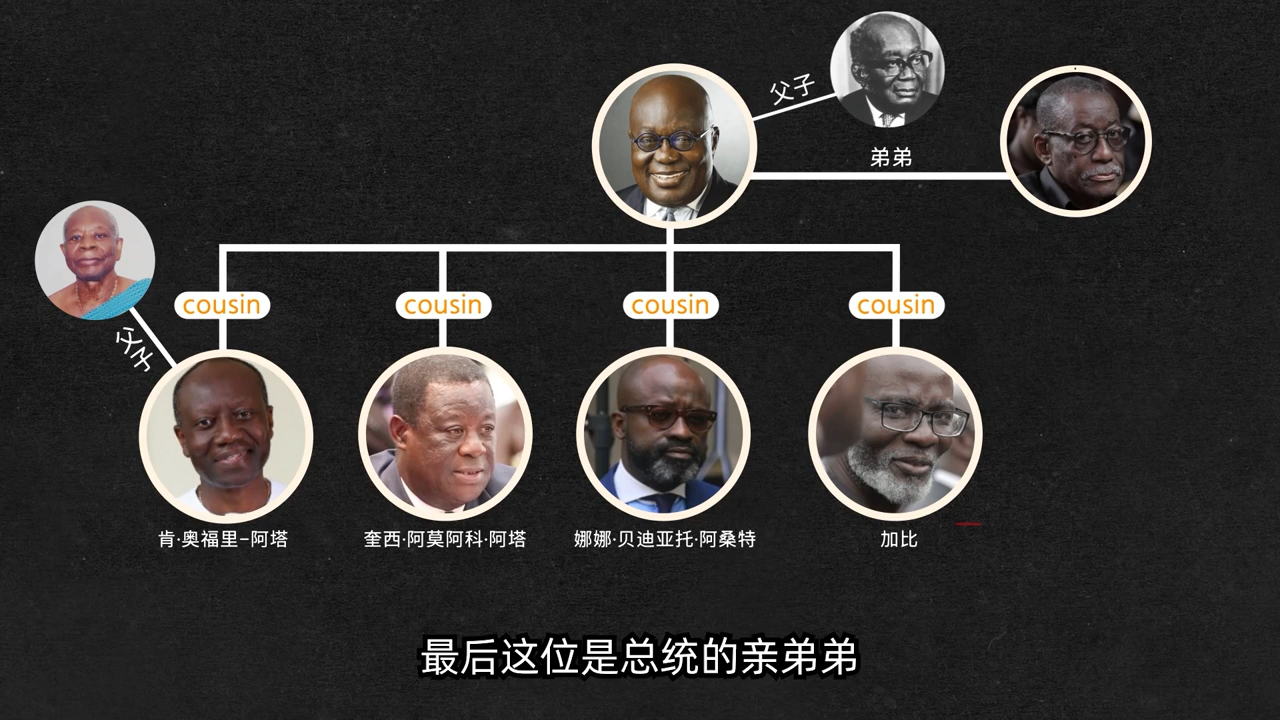 父子
弟弟
cousin
cousin
cousin
cousin
父子
肯·奥福里-阿塔
奎西·阿莫阿科·阿塔
娜娜·贝迪亚托·阿桑特
加比
最后这位是总统的亲弟弟